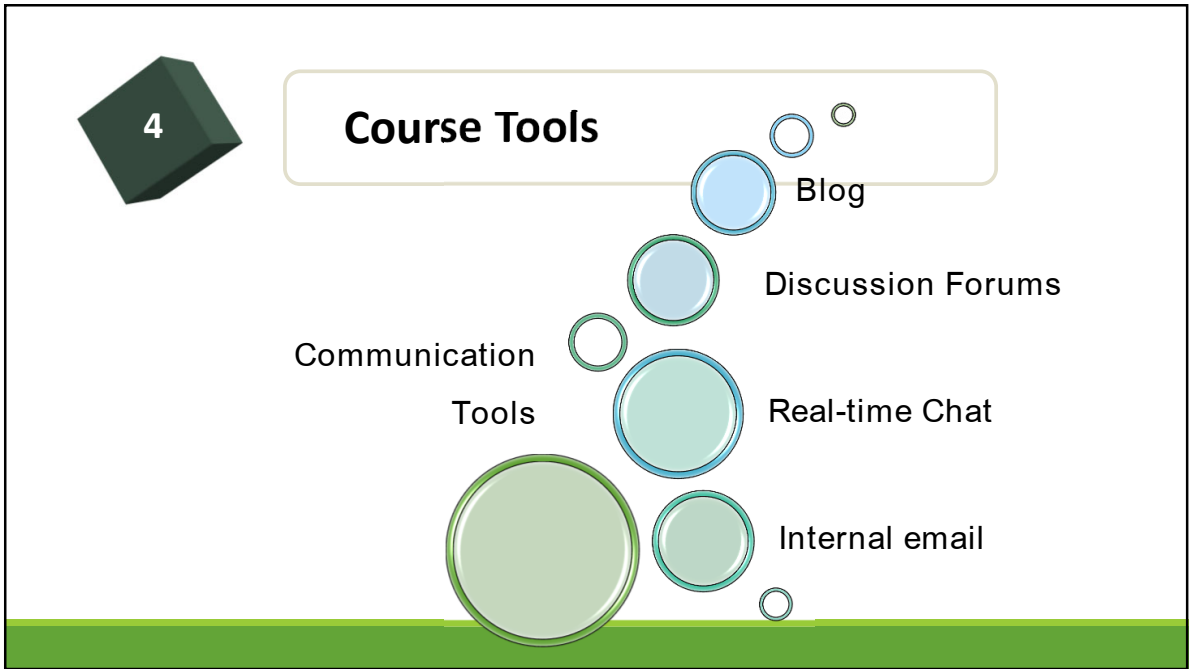 4
Course Tools
Blog
Discussion Forums
Communication
Tools
Real-time Chat
Internal email